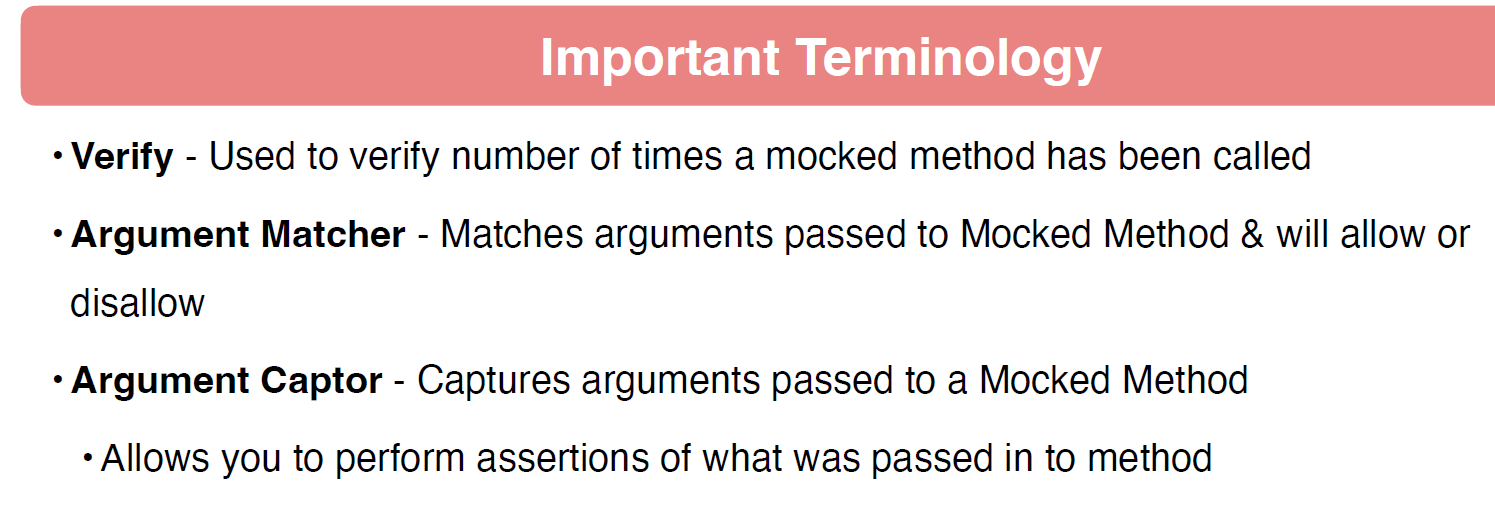 Important Terminology
• Verify - Used to verify number of times a mocked method has been called
• Argument Matcher - Matches arguments passed to Mocked Method & will allow or
disallow
• Argument Captor - Captures arguments passed to a Mocked Method
• Allows you to perform assertions of what was passed in to method